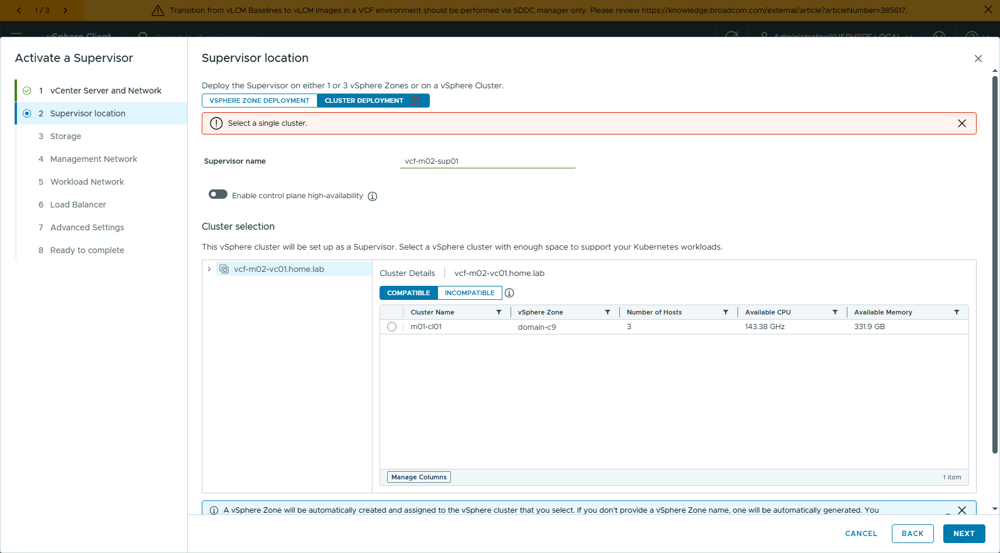 1 / 3
Transition from vLCM Baselines to vLCM Images in a VCF environment should be performed via SDDC manager only. Please review https://knowledge.broadcom.com/external/article?articleNumber=385617.
vSphere Client
Search in all environments
Administrator@VSPHERE.LOCAL
Activate a Supervisor
1 vCenter Server and Network
2 Supervisor location
3 Storage
4 Management Network
5 Workload Network
6 Load Balancer
7 Advanced Settings
8 Ready to complete
Supervisor location
Deploy the Supervisor on either 1 or 3 vSphere Zones or on a vSphere Cluster.
VSPHERE ZONE DEPLOYMENT CLUSTER DEPLOYMENT
Select a single cluster.
Supervisor name vcf-m02-sup01
Enable control plane high-availability
Cluster selection
This vSphere cluster will be set up as a Supervisor. Select a vSphere cluster with enough space to support your Kubernetes workloads.
vcf-m02-vc01.home.lab
Cluster Details vcf-m02-vc01.home.lab
COMPATIBLE INCOMPATIBLE
Cluster Name vSphere Zone Number of Hosts Available CPU Available Memory
m01-cl01 domain-c9 3 143.38 GHz 331.9 GB
Manage Columns 1 item
A vSphere Zone will be automatically created and assigned to the vSphere cluster that you select. If you don't provide a vSphere Zone name, one will be automatically generated. You
CANCEL BACK NEXT